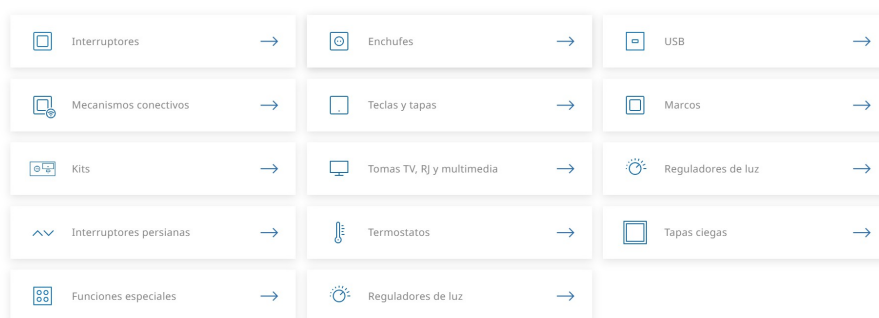 Interruptores
Enchufes
USB
Mecanismos conectivos
Teclas y tapas
Marcos
Kits
Tomas TV, RJ y multimedia
Reguladores de luz
Interruptores persianas
Termostatos
Tapas ciegas
Funciones especiales
Reguladores de luz